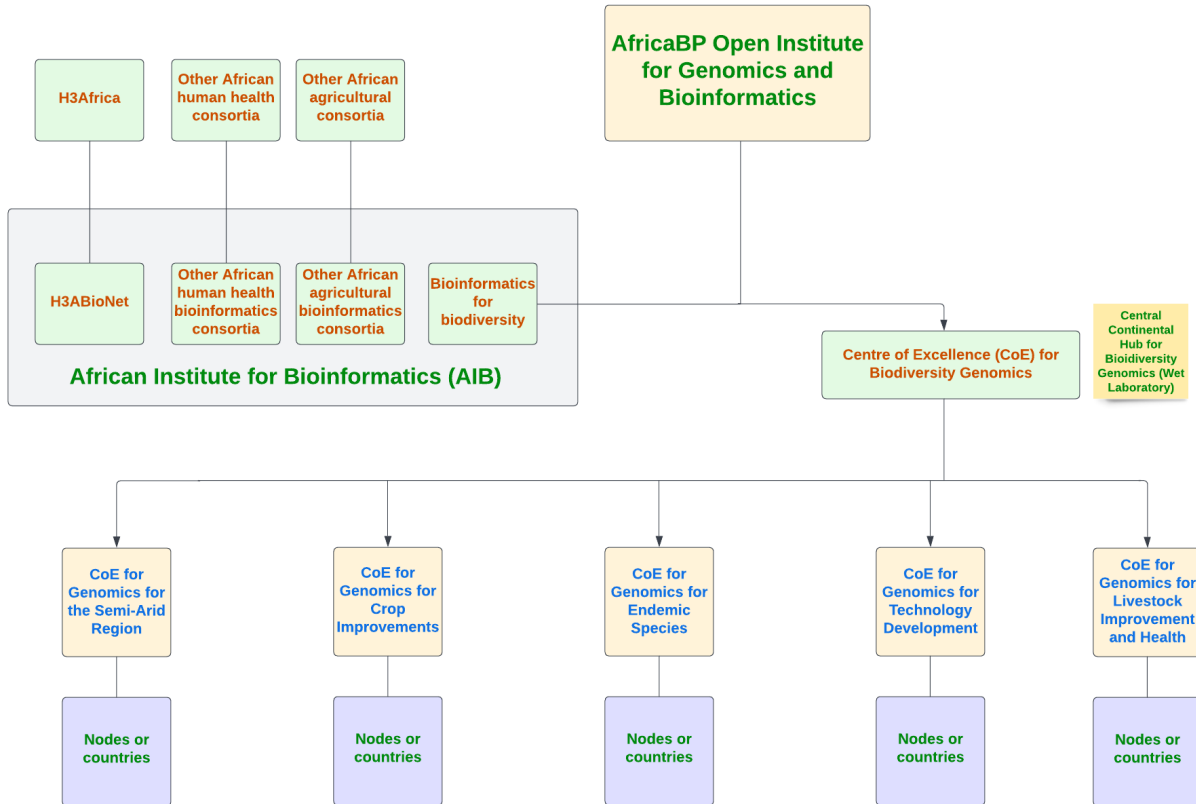 AfricaBP Open Institute
for Genomics and
Bioinformatics
H3Africa
Other African
human health
consortia
Other African
agricultural
consortia
H3ABioNet
Other African
human health
bioinformatics
consortia
Other African
agricultural
bioinformatics
consortia
Bioinformatics
for
biodiversity
African Institute for Bioinformatics (AIB)
Centre of Excellence (CoE) for
Biodiversity Genomics
Central
Continental
Hub for
Bioidiversity
Genomics (Wet
Laboratory)
CoE for
Genomics for
the Semi-Arid
Region
CoE for
Genomics for
Crop
Improvements
CoE for
Genomics for
Endemic
Species
CoE for
Genomics for
Technology
Development
CoE for
Genomics for
Livestock
Improvement
and Health
Nodes or
countries
Nodes or
countries
Nodes or
countries
Nodes or
countries
Nodes or
countries